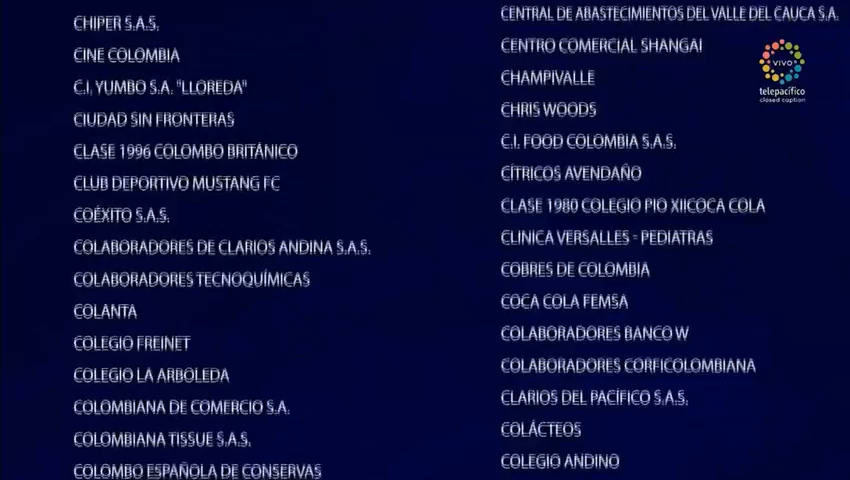 CHIPER S.A.S.
CINE COLOMBIA
C.I. YUMBO S.A. "LLOREDA"
CIUDAD SIN FRONTERAS
CLASE 1996 COLOMBO BRITÁNICO
CLUB DEPORTIVO MUSTANG FC
COÉXITO S.A.S.
COLABORADORES DE CLARIOS ANDINA S.A.S.
COLABORADORES TECNOQUÍMICAS
COLANTA
COLEGIO FREINET
COLEGIO LA ARBOLEDA
COLOMBIANA DE COMERCIO S.A.
COLOMBIANA TISSUE S.A.S.
COLOMBO ESPAÑOLA DE CONSERVAS
CENTRAL DE ABASTECIMIENTOS DEL VALLE DEL CAUCA S.A.
CENTRO COMERCIAL SHANGAI
CHAMPIVALLE
CHRIS WOODS
C.I. FOOD COLOMBIA S.A.S.
CÍTRICOS AVENDAÑO
CLASE 1980 COLEGIO PIO XIICOCA COLA
CLINICA VERSALLES - PEDIATRAS
COBRES DE COLOMBIA
COCA COLA FEMSA
COLABORADORES BANCO W
COLABORADORES CORFICOLOMBIANA
CLARIOS DEL PACÍFICO S.A.S.
COLÁCTEOS
COLEGIO ANDINO
VIVO
telepacífico
closed caption